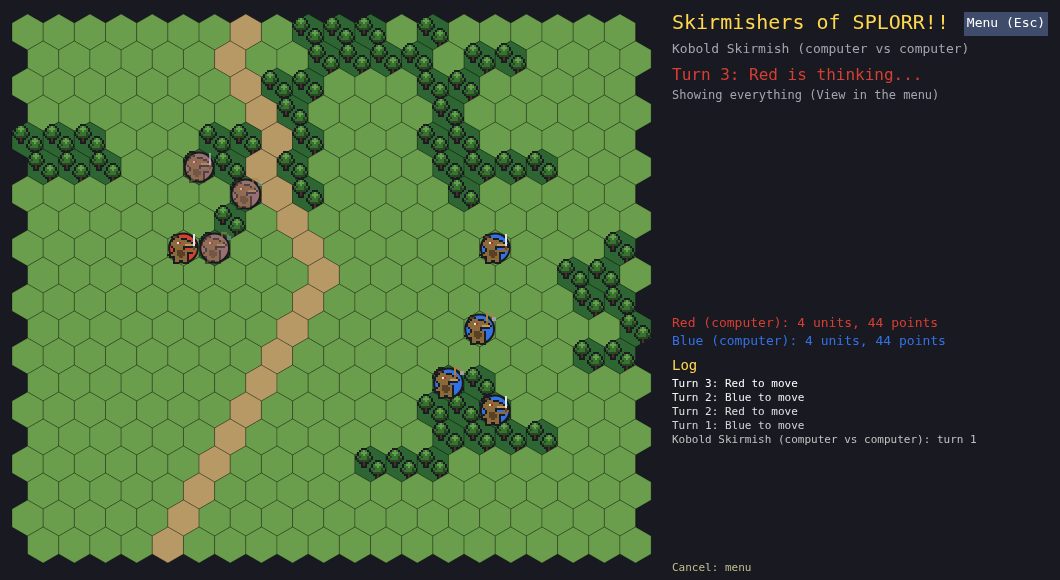 Skirmishers of SPLORR!!
Menu (Esc)
Kobold Skirmish (computer vs computer)
Turn 3: Red is thinking...
Showing everything (View in the menu)
Red (computer): 4 units, 44 points
Blue (computer): 4 units, 44 points
Log
Turn 3: Red to move
Turn 2: Blue to move
Turn 2: Red to move
Turn 1: Blue to move
Kobold Skirmish (computer vs computer): turn 1
Cancel: menu